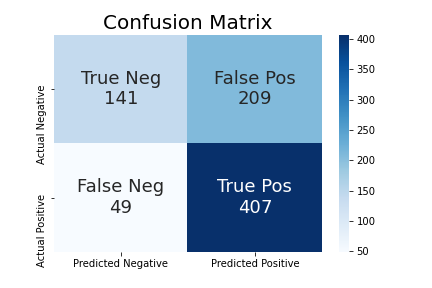 Confusion Matrix
Actual Negative
True Neg
141
False Pos
209
Actual Positive
False Neg
49
True Pos
407
Predicted Negative
Predicted Positive
400
350
300
250
200
150
100
50